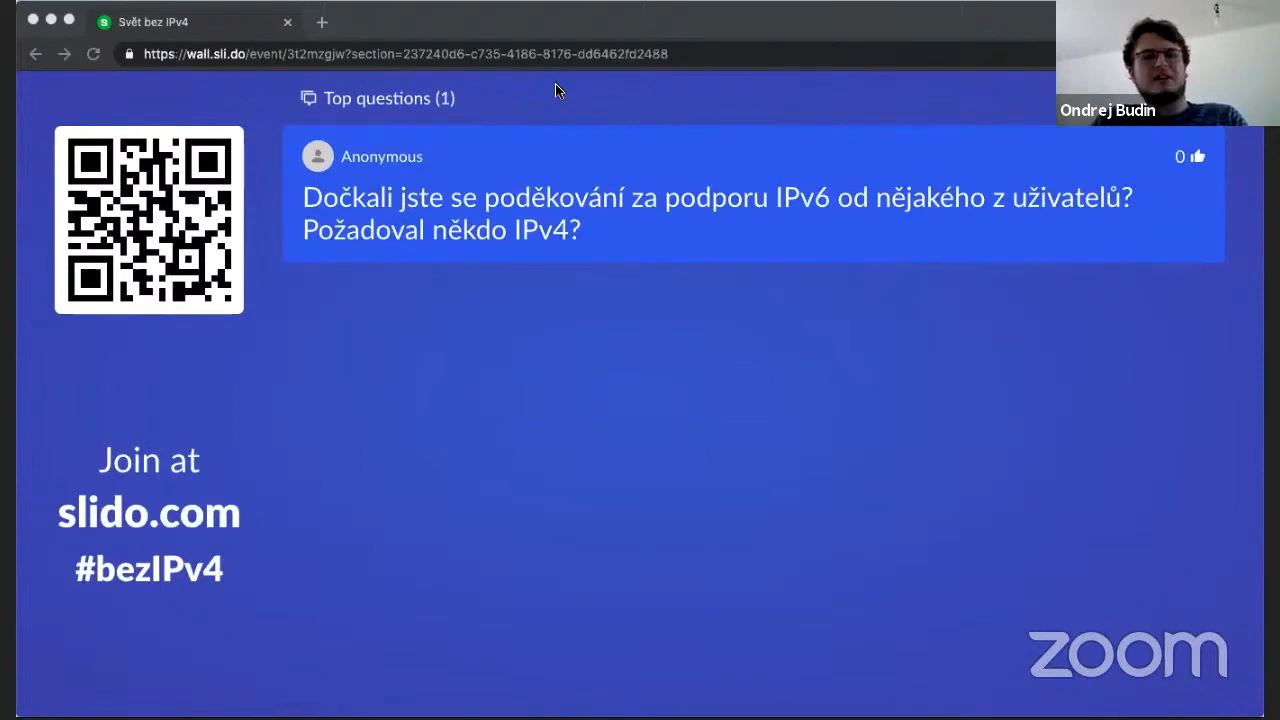 Svět bez IPv4
https://wall.sli.do/event/3t2mzgjw?section=237240d6-c735-4186-8176-dd6462fd2488
Ondrej Budin
Top questions (1)
Anonymous
0
Dočkali jste se poděkování za podporu IPv6 od nějakého z uživatelů?
Požadoval někdo IPv4?
Join at
slido.com
#bezIPv4
zoom